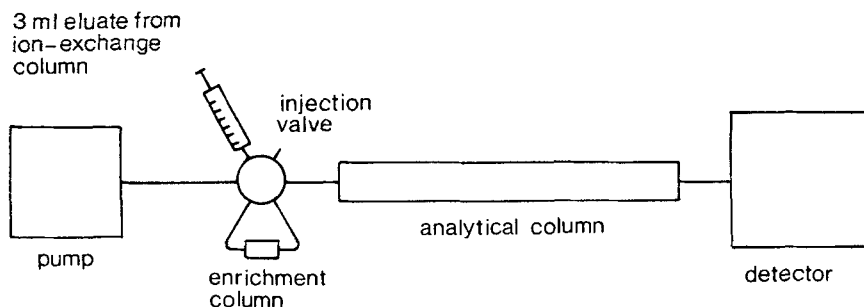 3 ml eluate from
ion-exchange
column
injection
valve
analytical column
pump
enrichment
column
detector